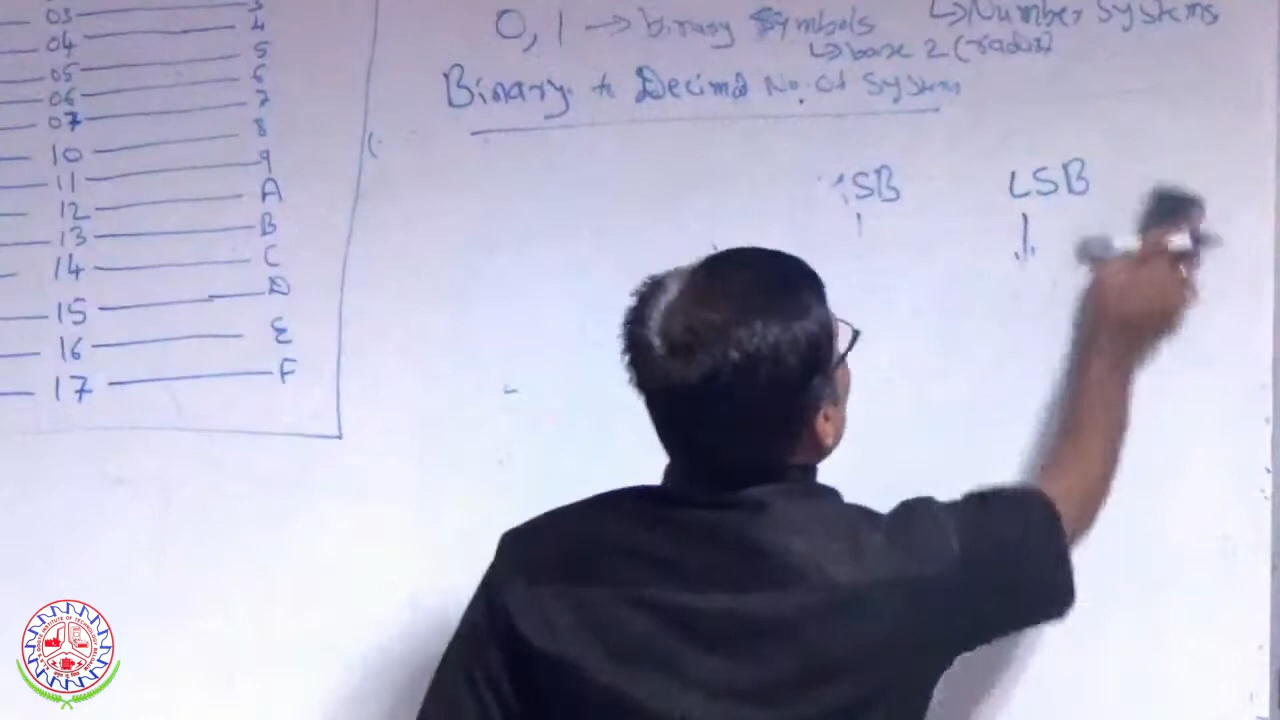 03 3
04 4
05 5
06 6
07 7
10 8
11 9
12 A
13 B
14 C
15 D
16 E
17 F
0, 1 → binary Symbols
↳ Number Systems
↳ base 2 (radix)
Binary to Decimal No. Of System
SB LSB